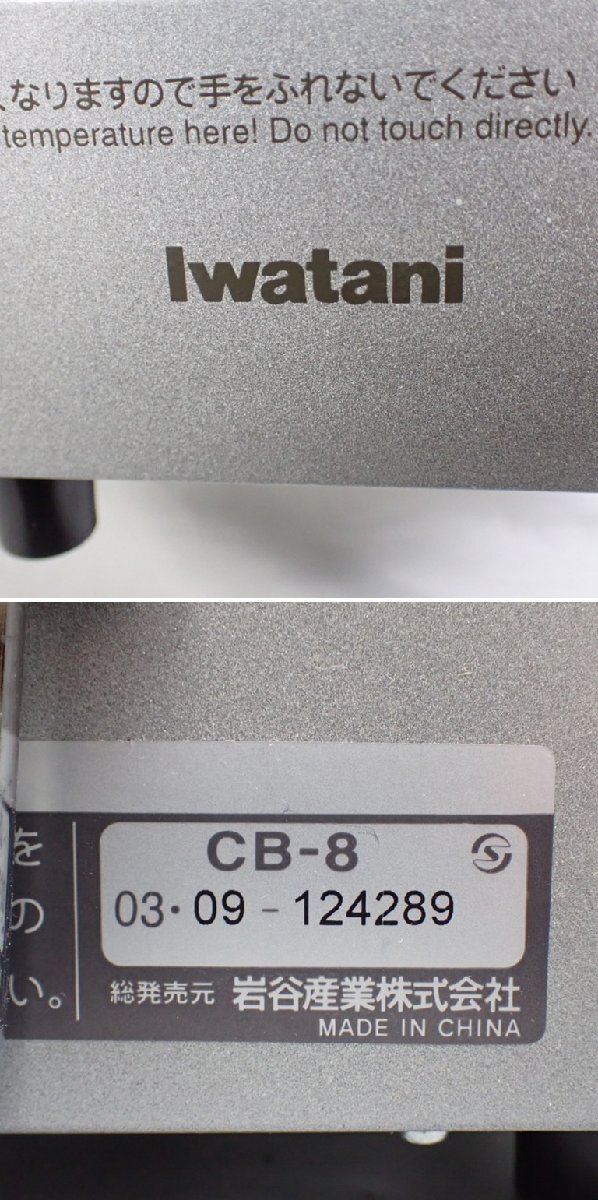 なりますので手をふれないでください
temperature here! Do not touch directly.
Iwatani
を
の
い。
CB-8
03・09-124289
総発売元 岩谷産業株式会社
MADE IN CHINA